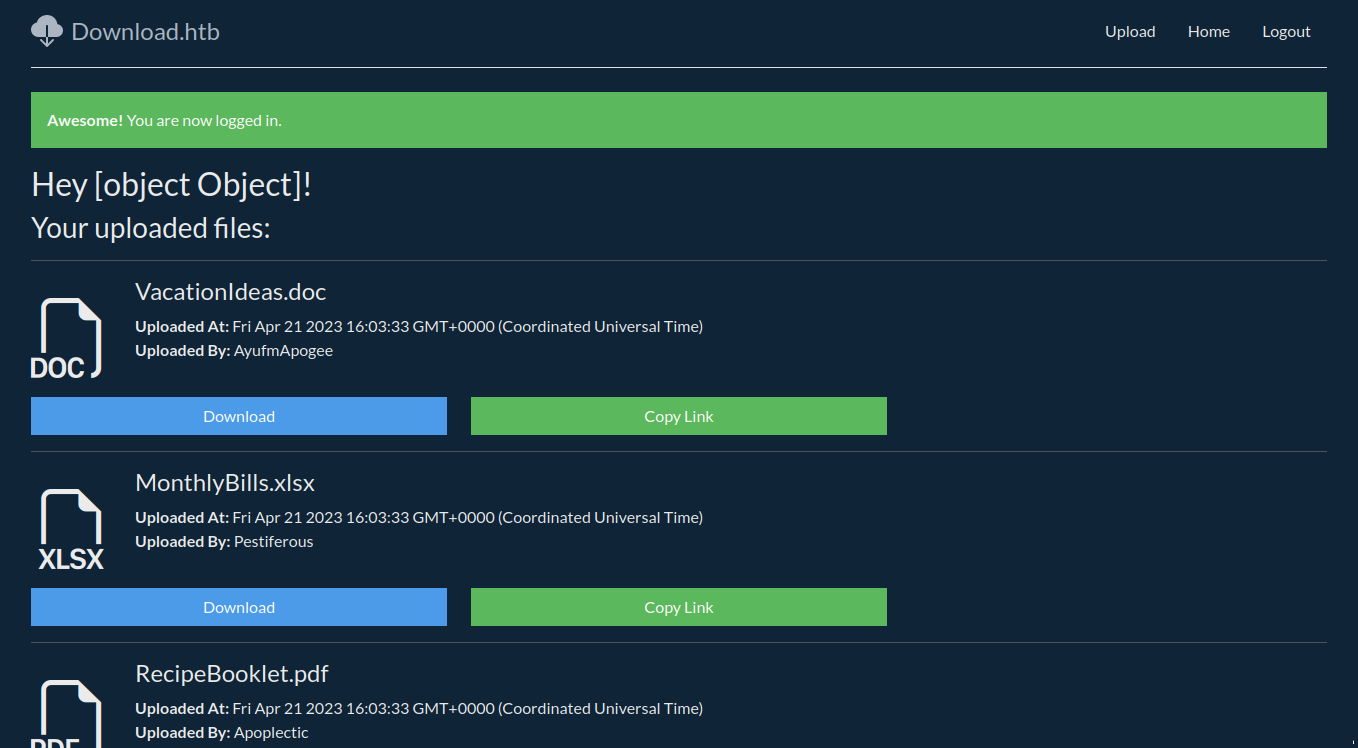 Download.htb
Upload
Home
Logout
Awesome! You are now logged in.
Hey [object Object]!
Your uploaded files:
VacationIdeas.doc
Uploaded At: Fri Apr 21 2023 16:03:33 GMT+0000 (Coordinated Universal Time)
Uploaded By: AyufmApogee
DOC
Download
Copy Link
MonthlyBills.xlsx
Uploaded At: Fri Apr 21 2023 16:03:33 GMT+0000 (Coordinated Universal Time)
Uploaded By: Pestiferous
XLSX
Download
Copy Link
RecipeBooklet.pdf
Uploaded At: Fri Apr 21 2023 16:03:33 GMT+0000 (Coordinated Universal Time)
Uploaded By: Apoplectic
PDF